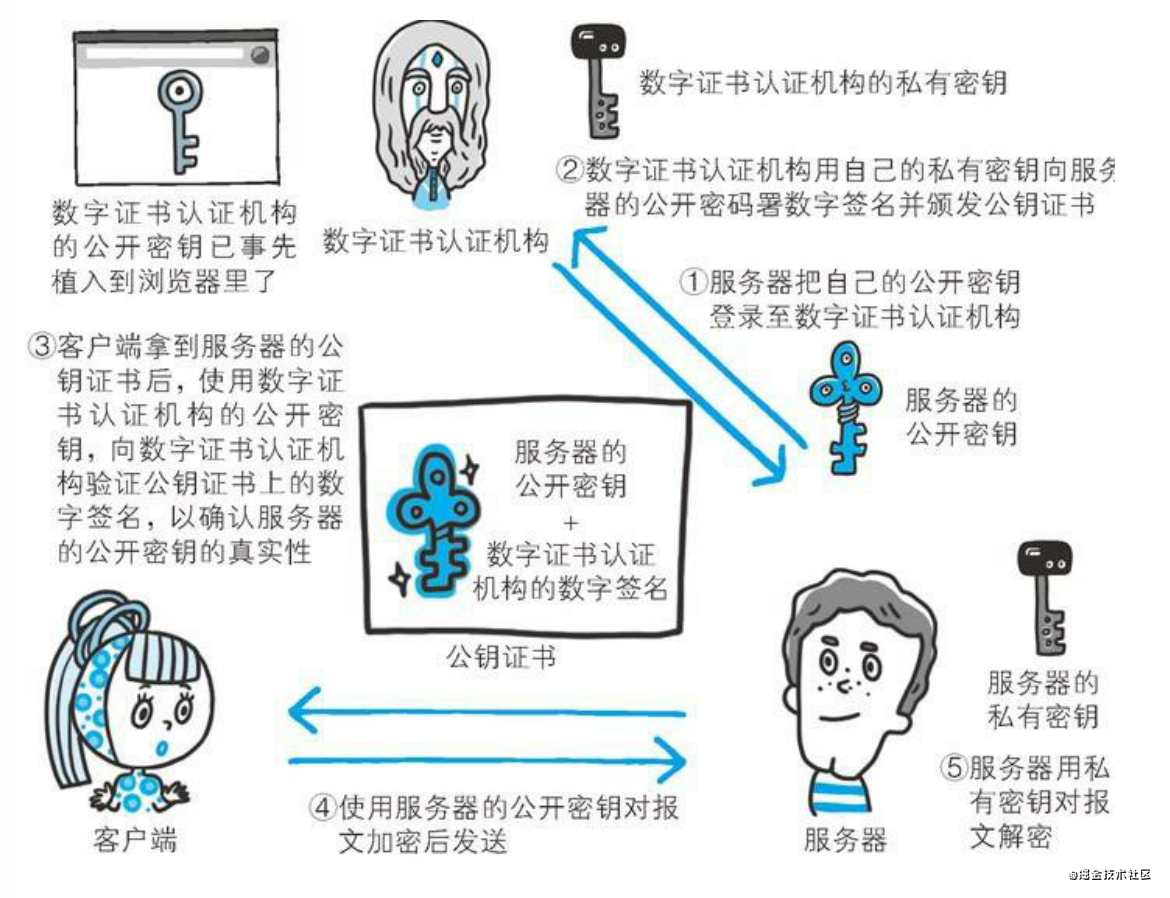 数字证书认证机构的私有密钥
②数字证书认证机构用自己的私有密钥向服务
器的公开密码署数字签名并颁发公钥证书
数字证书认证机构
的公开密钥已事先
植入到浏览器里了
数字证书认证机构
①服务器把自己的公开密钥
登录至数字证书认证机构
③客户端拿到服务器的公
钥证书后，使用数字证
书认证机构的公开密
钥，向数字证书认证机
构验证公钥证书上的数
字签名，以确认服务器
的公开密钥的真实性
服务器的
公开密钥
服务器的
公开密钥
+
数字证书认证
机构的数字签名
公钥证书
服务器的
私有密钥
④使用服务器的公开密钥对报
文加密后发送
⑤服务器用私
有密钥对报
文解密
客户端
服务器
@掘金技术社区